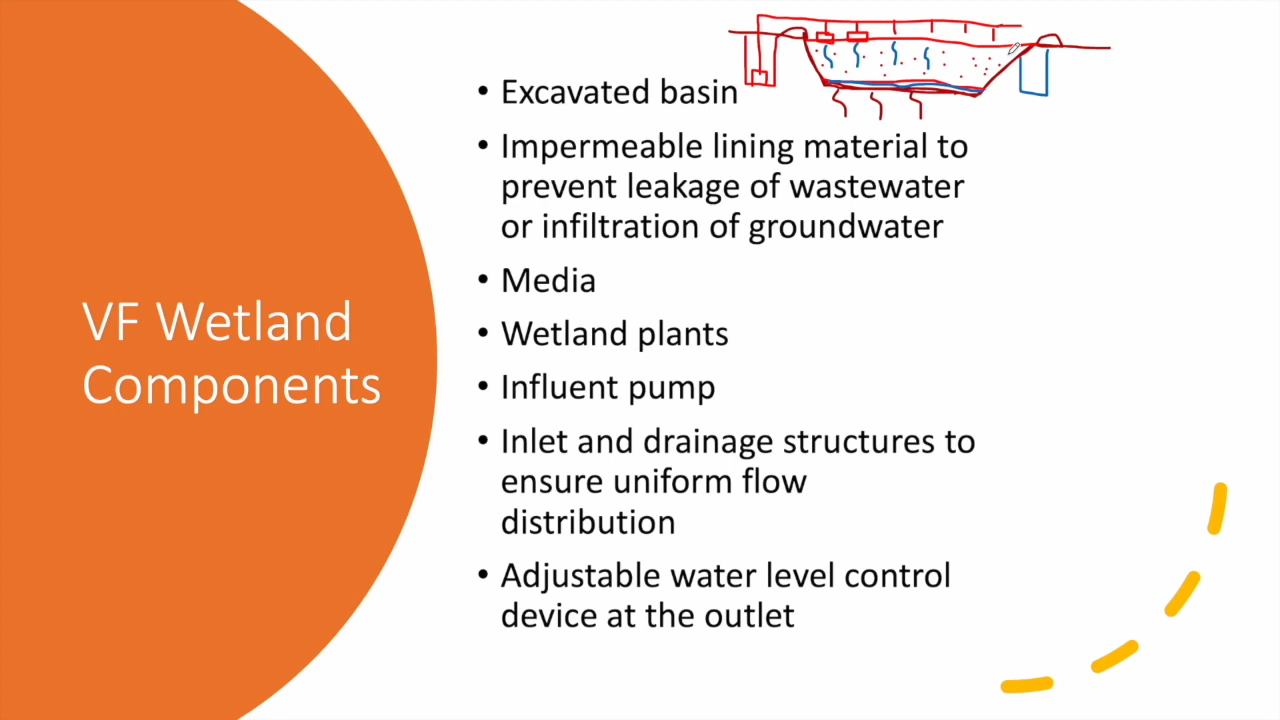 VF Wetland
Components
• Excavated basin
• Impermeable lining material to
prevent leakage of wastewater
or infiltration of groundwater
• Media
• Wetland plants
• Influent pump
• Inlet and drainage structures to
ensure uniform flow
distribution
• Adjustable water level control
device at the outlet